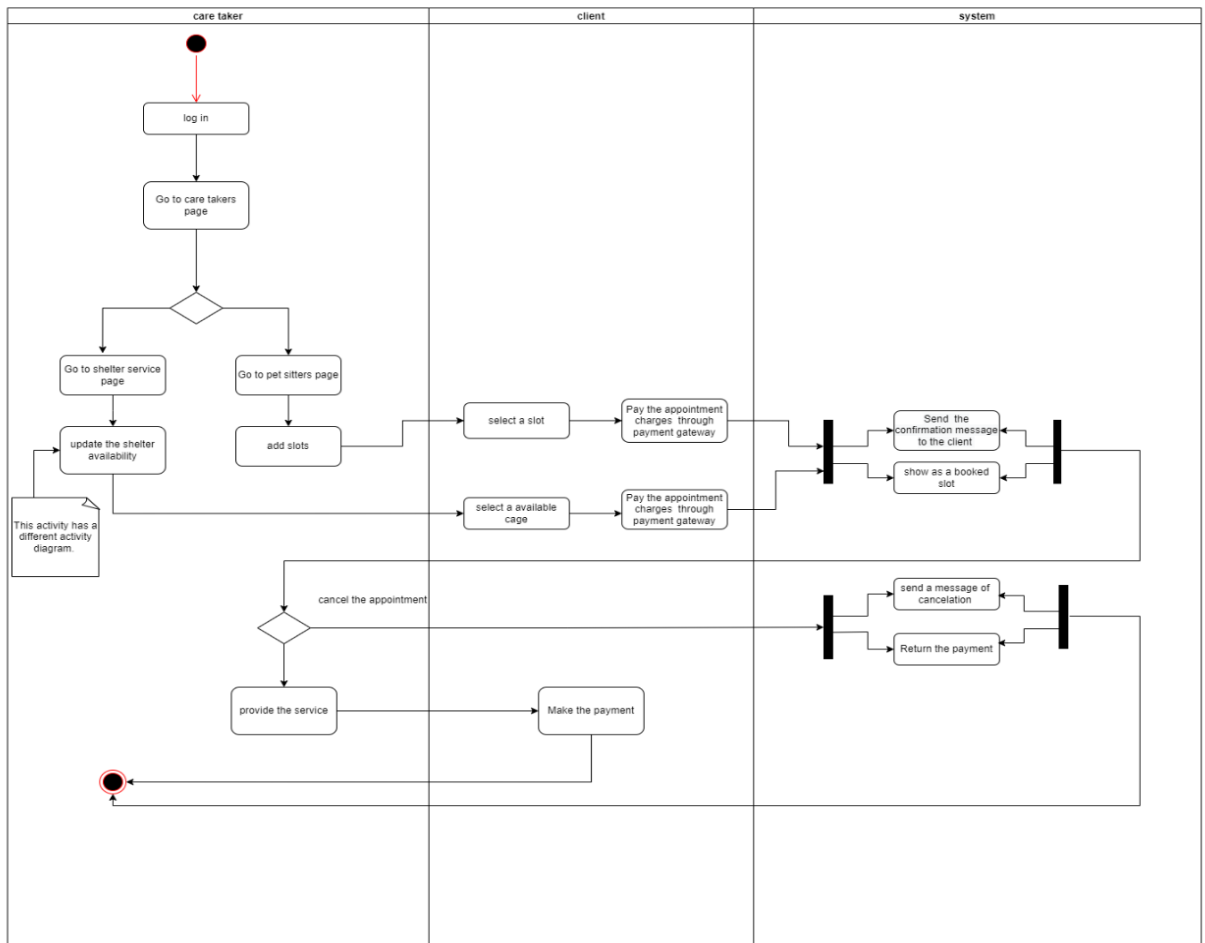 care taker
client
system
log in
Go to care takers
page
Go to shelter service
page
Go to pet sitters page
update the shelter
availability
add slots
select a slot
Pay the appointment
charges through
payment gateway
Send the
confirmation message
to the client
show as a booked
slot
This activity has a
different activity
diagram.
select a available
cage
Pay the appointment
charges through
payment gateway
cancel the appointment
send a message of
cancelation
Return the payment
provide the service
Make the payment